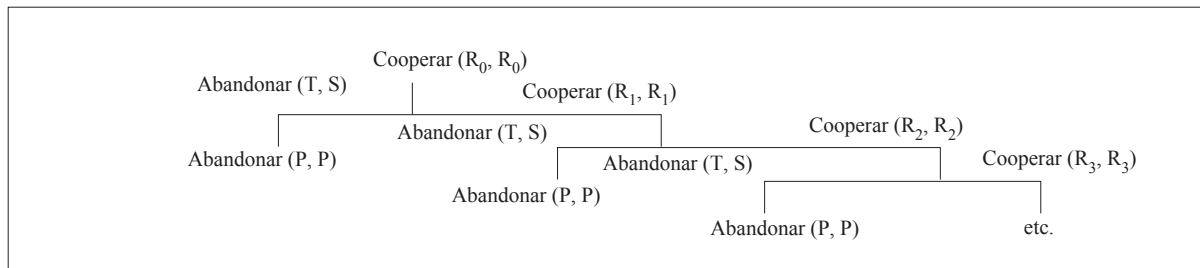 Cooperar (R₀, R₀)
Abandonar (T, S)
Cooperar (R₁, R₁)
Abandonar (T, S)
Cooperar (R₂, R₂)
Abandonar (P, P)
Abandonar (T, S)
Cooperar (R₃, R₃)
Abandonar (P, P)
Abandonar (P, P)
etc.